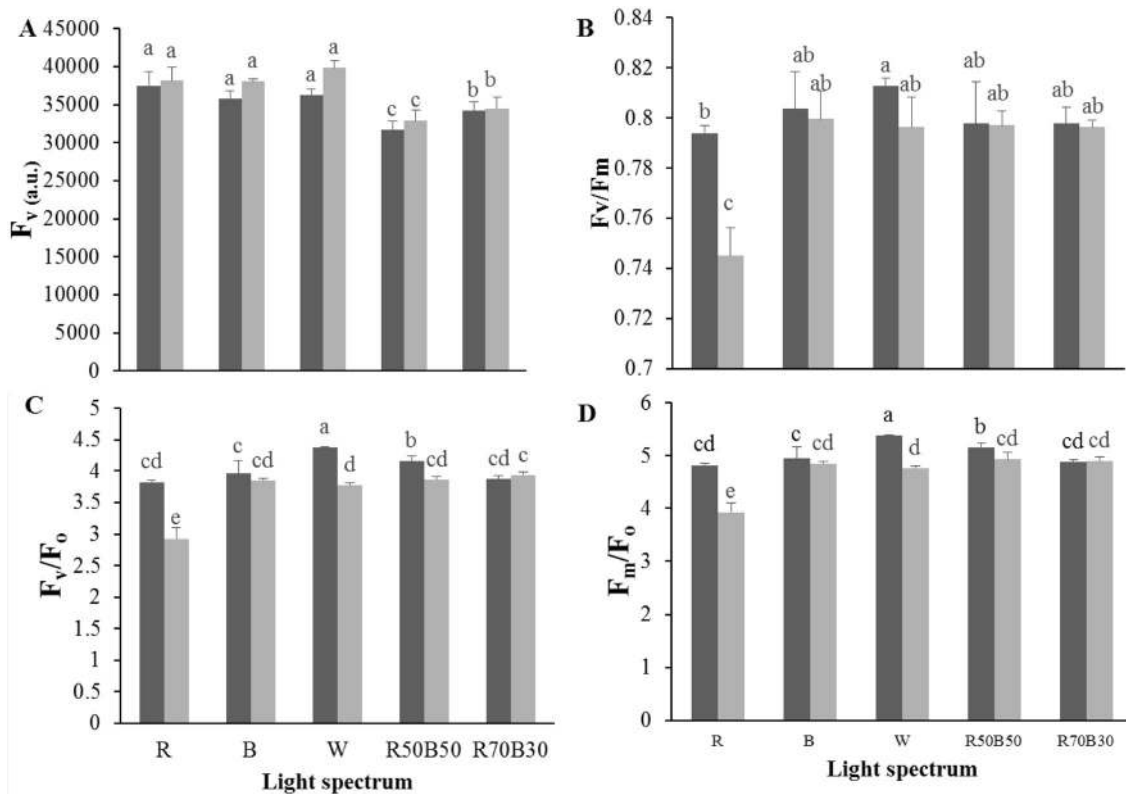 A
45000
40000
35000
30000
25000
20000
15000
10000
5000
0
Fv (a.u.)
a a a a a a c c b b
B
0.84
0.82
0.8
0.78
0.76
0.74
0.72
0.7
Fv/Fm
b c ab ab a ab ab ab ab ab
C
5
4.5
4
3.5
3
2.5
2
1.5
1
0.5
0
Fv/Fo
cd e c cd a d b cd cd c
R B W R50B50 R70B30
Light spectrum
D
6
5
4
3
2
1
0
Fm/Fo
cd e c cd a d b cd cd cd
R B W R50B50 R70B30
Light spectrum